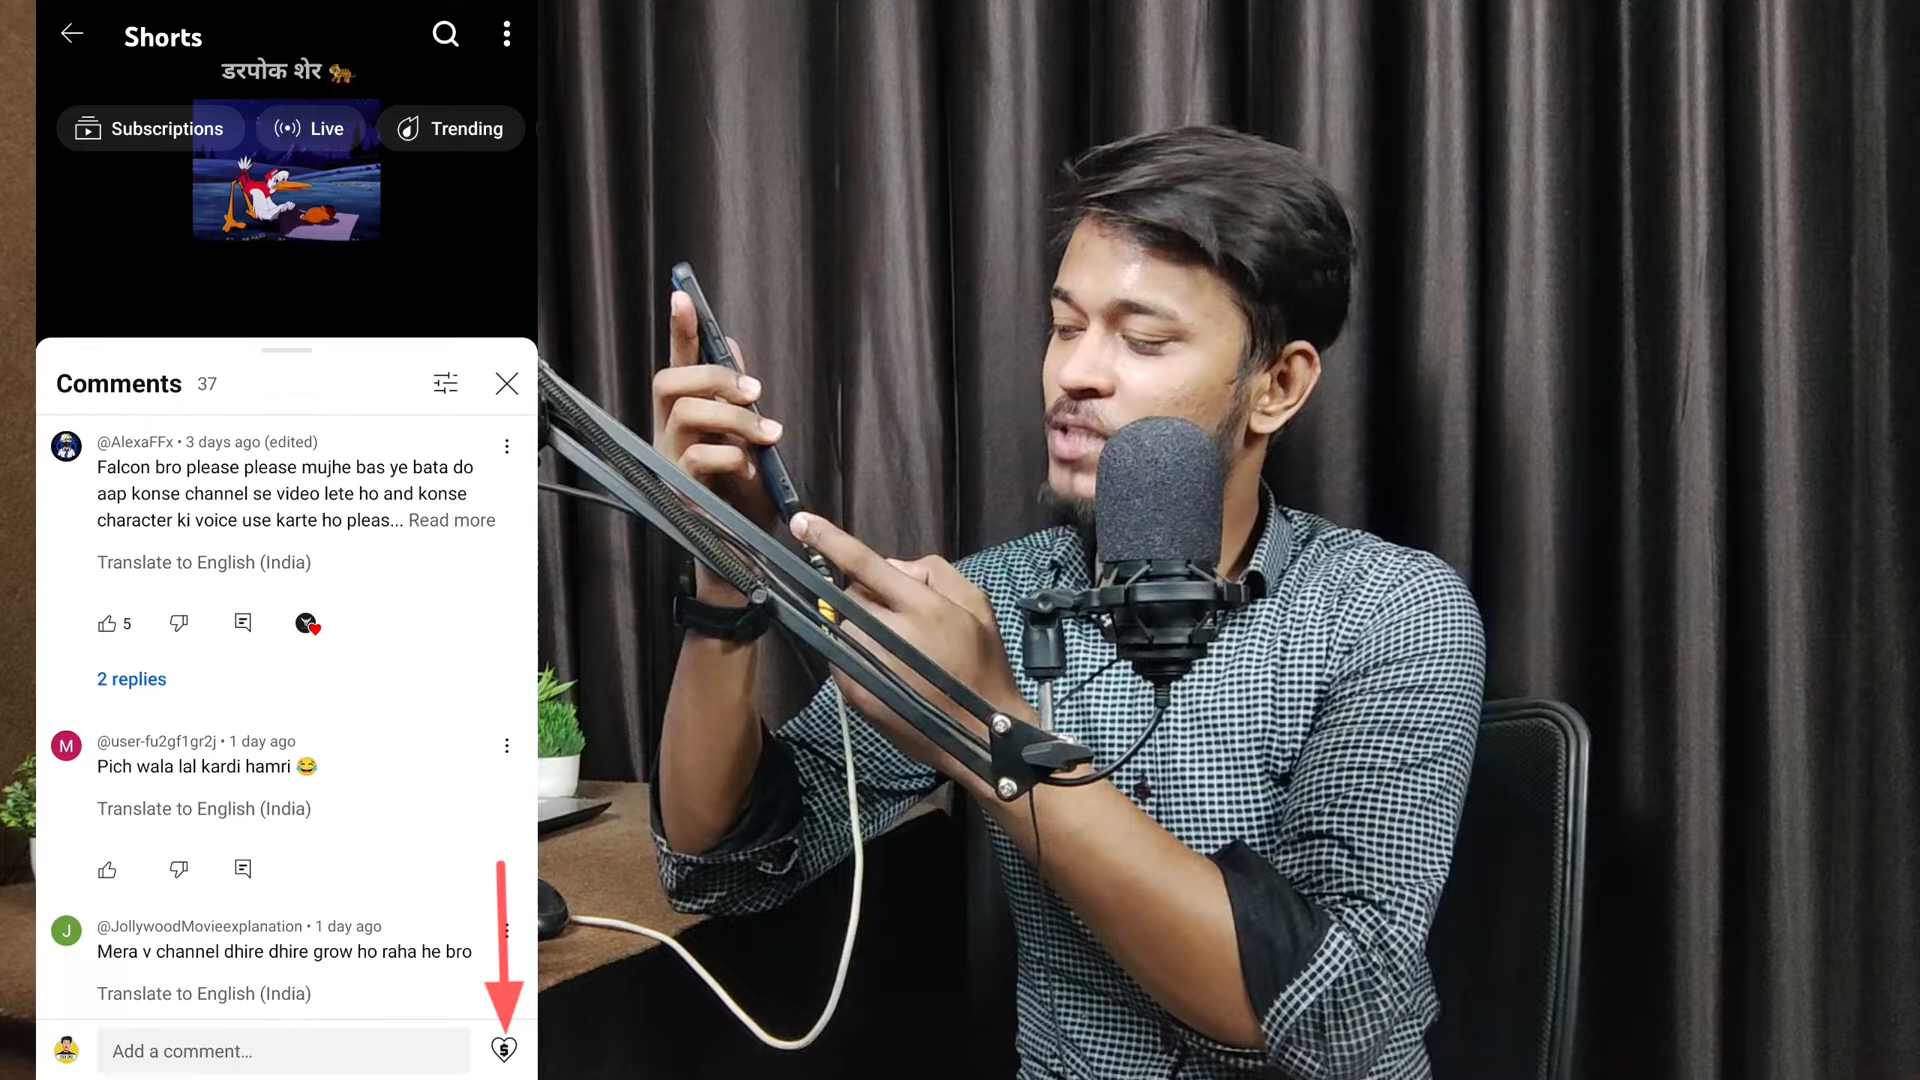 Shorts
डरपोक शेर 🐅
Subscriptions
Live
Trending
Comments 37
@AlexaFFx • 3 days ago (edited)
Falcon bro please please mujhe bas ye bata do
aap konse channel se video lete ho and konse
character ki voice use karte ho pleas... Read more
Translate to English (India)
5
2 replies
M
@user-fu2gf1gr2j • 1 day ago
Pich wala lal kardi hamri 😂
Translate to English (India)
J
@JollywoodMovieexplanation • 1 day ago
Mera v channel dhire dhire grow ho raha he bro
Translate to English (India)
Add a comment...
$